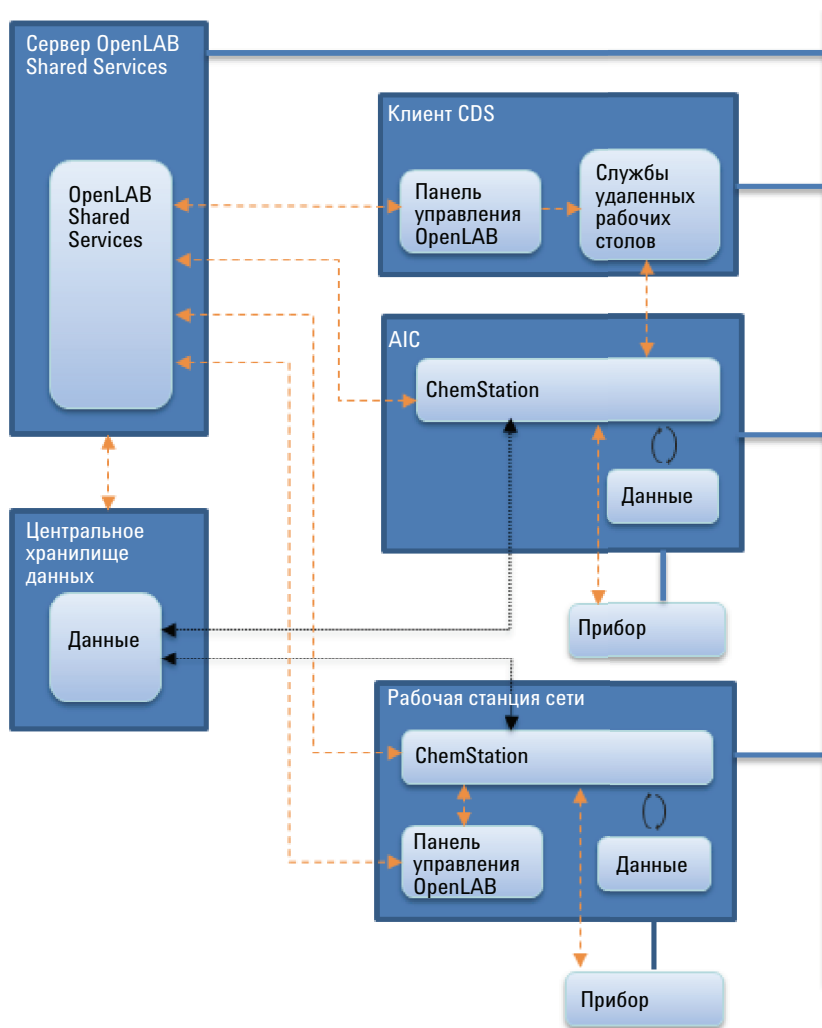 Сервер OpenLAB
Shared Services
OpenLAB
Shared
Services
Клиент CDS
Панель
управления
OpenLAB
Службы
удаленных
рабочих
столов
AIC
ChemStation
Данные
Прибор
Центральное
хранилище
данных
Данные
Рабочая станция сети
ChemStation
Панель
управления
OpenLAB
Данные
Прибор